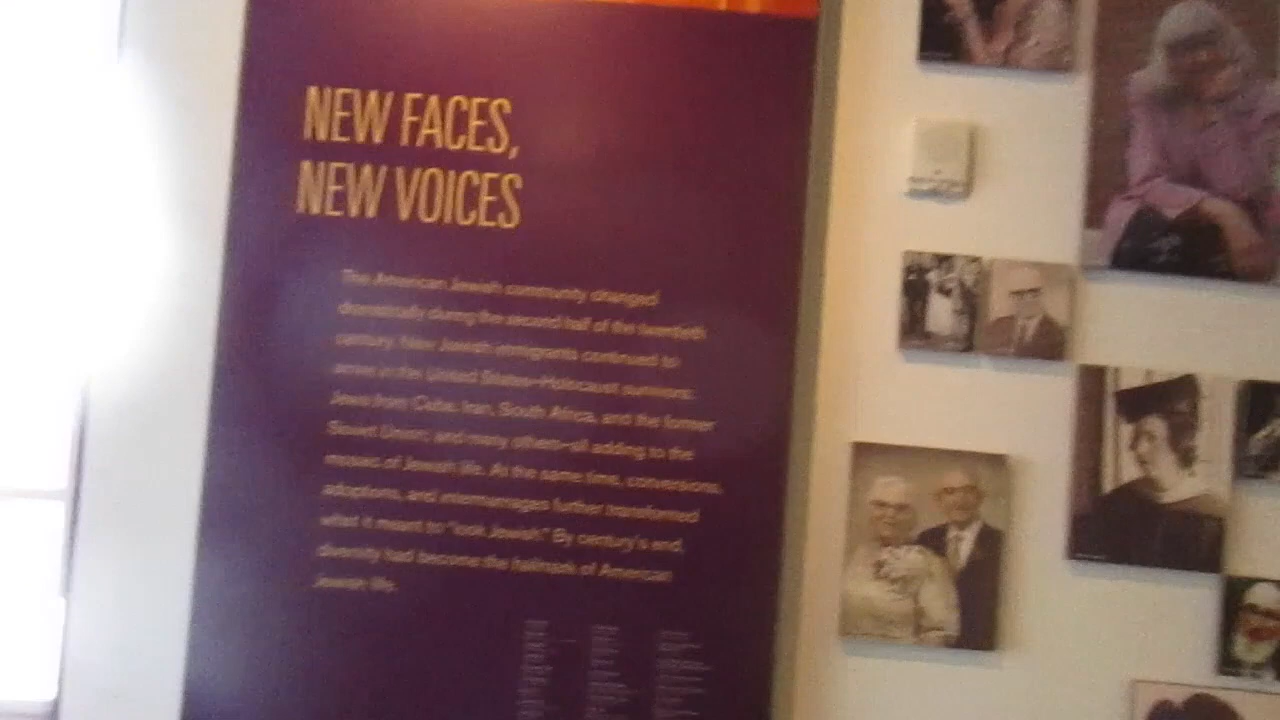 NEW FACES,
NEW VOICES
The American Jewish community changed
dramatically during the second half of the twentieth
century. New Jewish immigrants continued to
arrive in the United States—Holocaust survivors,
Jews from Cuba, Iran, South Africa, and the former
Soviet Union, and many others—all adding to the
mosaic of Jewish life. At the same time, conversions,
adoptions, and intermarriages further transformed
what it meant to "look Jewish." By century's end,
diversity had become the hallmark of American
Jewish life.